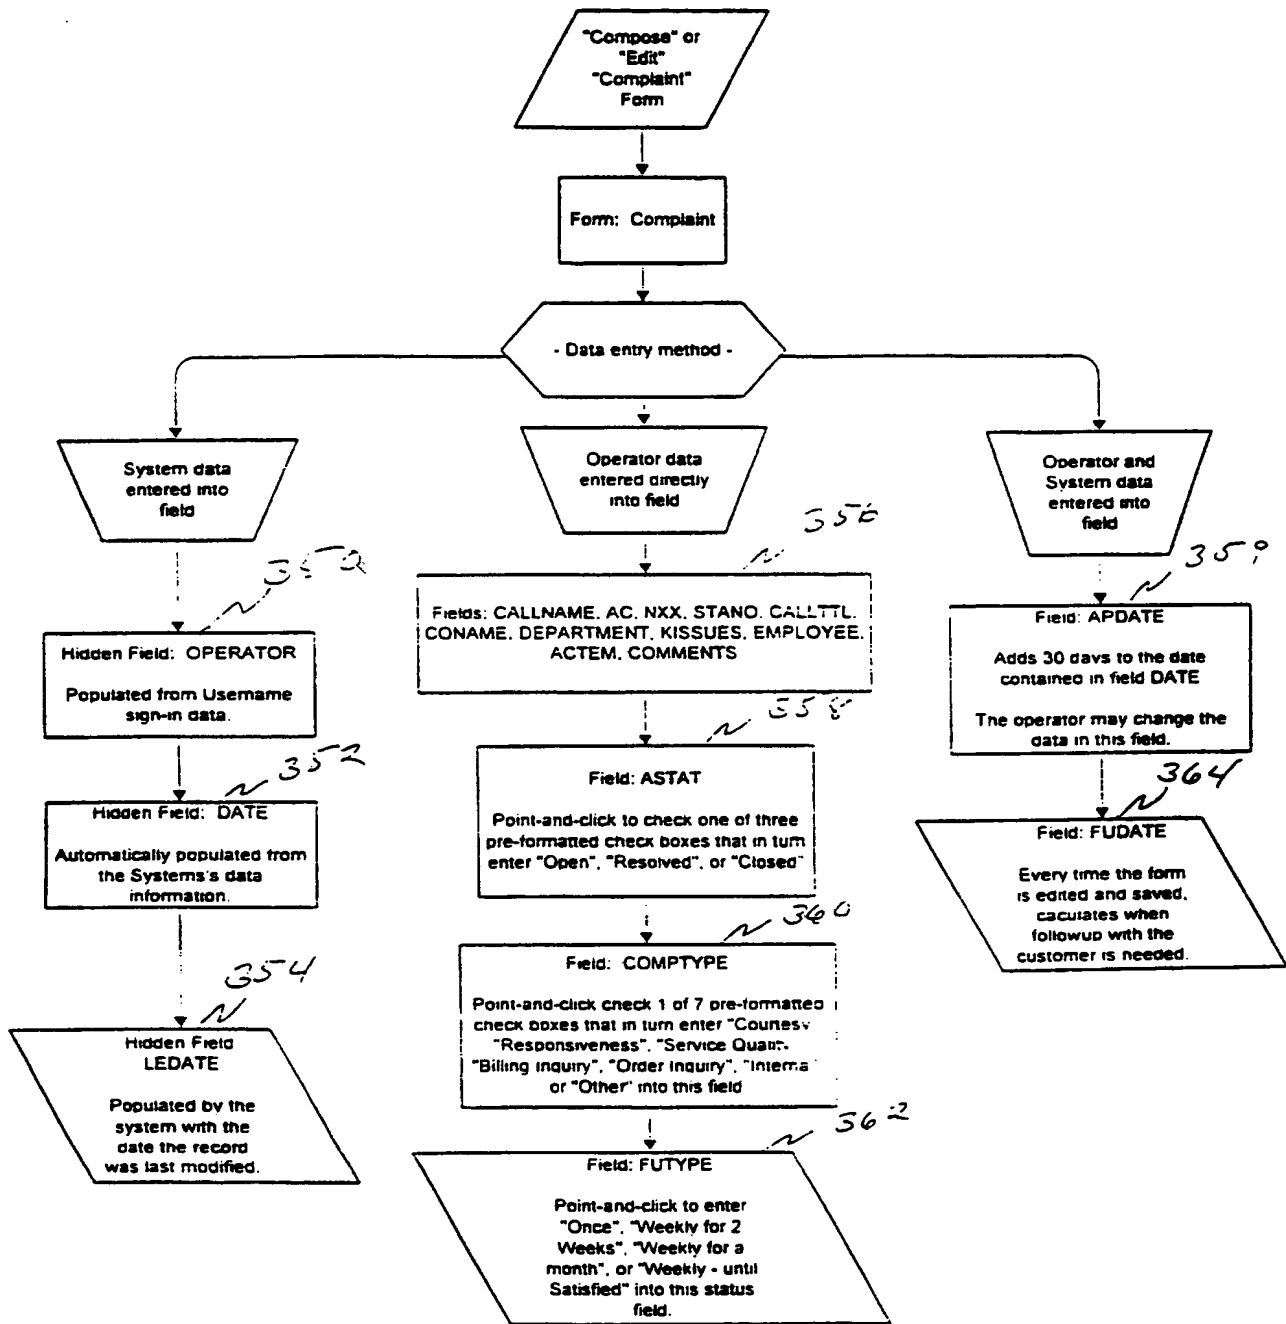 "Compose" or
"Edit"
"Complaint"
Form
Form: Complaint
- Data entry method -
System data
entered into
field
350
Hidden Field: OPERATOR
Populated from Username
sign-in data.
352
Hidden Field: DATE
Automatically populated from
the Systems's data
information.
354
Hidden Field
LEDATE
Populated by the
system with the
date the record
was last modified.
Operator data
entered directly
into field
356
Fields: CALLNAME, AC, NXX, STANO, CALLTTL,
CONAME, DEPARTMENT, KISSUES, EMPLOYEE,
ACTEM, COMMENTS
358
Field: ASTAT
Point-and-click to check one of three
pre-formatted check boxes that in turn
enter "Open", "Resolved", or "Closed"
360
Field: COMPTYPE
Point-and-click check 1 of 7 pre-formatted
check boxes that in turn enter "Courtesy
"Responsiveness", "Service
"Billing Inquiry", "Order Inquiry",
or "Other" into this field
362
Field: FUTYPE
Point-and-click to enter
"Once", "Weekly for 2
Weeks", "Weekly for a
month", or "Weekly - until
Satisfied" into this status
field.
Operator and
System data
entered into
field
Field: APDATE
Adds 30 days to the date
contained in field DATE
The operator may change the
data in this field.
364
Field: FUDATE
Every time the form
is edited and saved,
caculates when
followup with the
customer is needed.